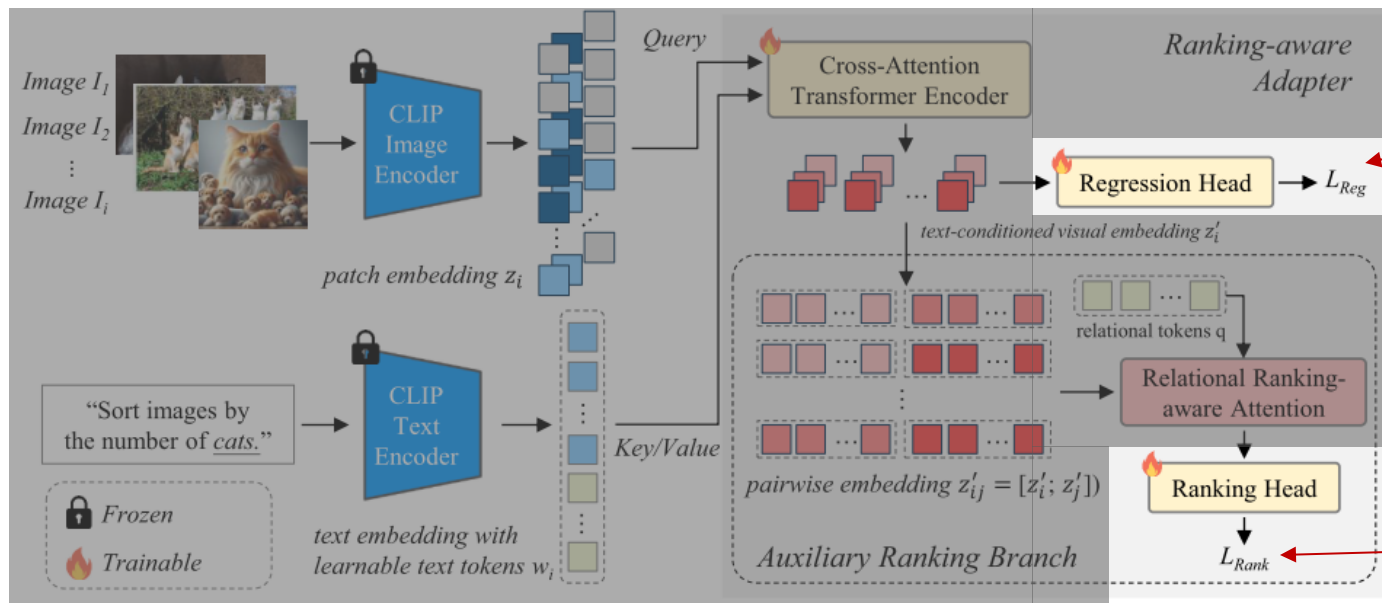 Image I1
Image I2
⋮
Image Ii
CLIP
Image
Encoder
patch embedding zi
“Sort images by
the number of cats.”
CLIP
Text
Encoder
text embedding with
learnable text tokens wi
Frozen
Trainable
Query
Key/Value
Ranking-aware
Adapter
Cross-Attention
Transformer Encoder
...
Regression Head
LReg
text-conditioned visual embedding z′i
... ...
... ...
⋮
... ...
pairwise embedding z′ij = [z′i; z′j])
...
relational tokens q
Relational Ranking-
aware Attention
Ranking Head
LRank
Auxiliary Ranking Branch